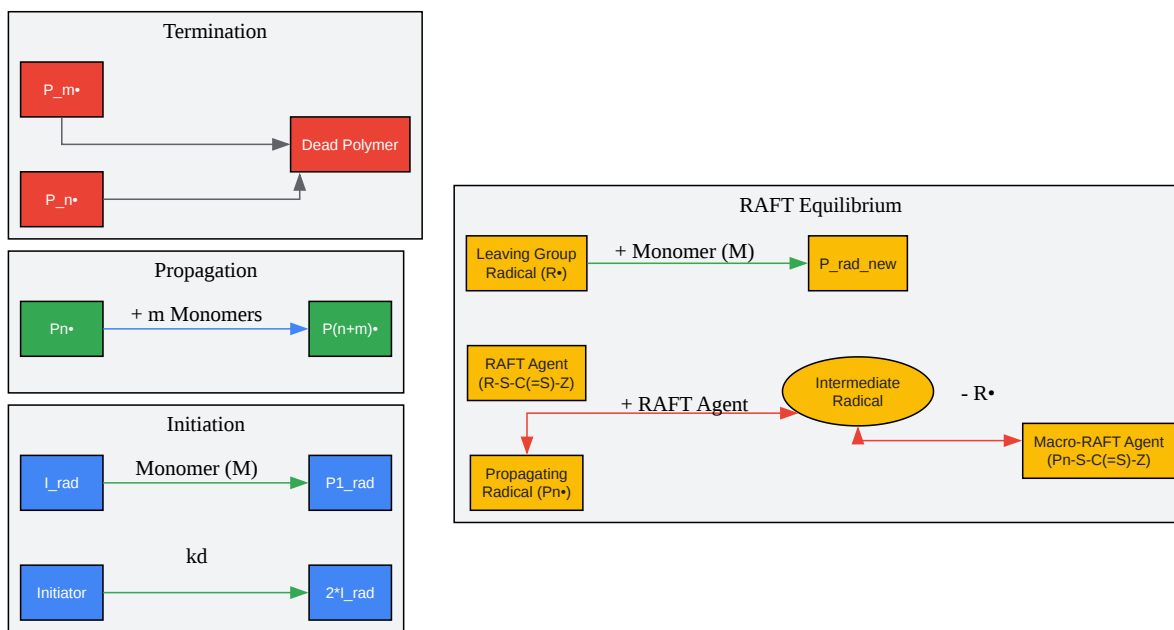 Termination
P_m•
Dead Polymer
P_n•
Propagation
Pn•
+ m Monomers
P(n+m)•
Initiation
I_rad
Monomer (M)
P1_rad
Initiator
kd
2*I_rad
RAFT Equilibrium
Leaving Group
Radical (R•)
+ Monomer (M)
P_rad_new
RAFT Agent
(R-S-C(=S)-Z)
+ RAFT Agent
Intermediate
Radical
- R•
Propagating
Radical (Pn•)
Macro-RAFT Agent
(Pn-S-C(=S)-Z)